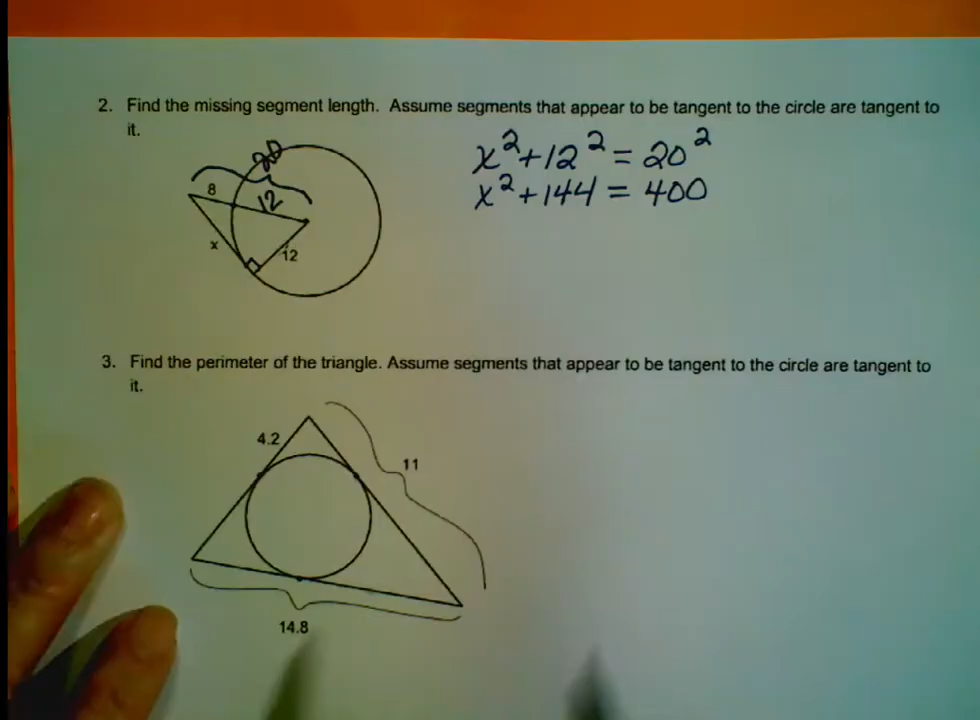 2. Find the missing segment length. Assume segments that appear to be tangent to the circle are tangent to
it.
x²+12²=20²
x²+144=400
20
8
12
x
12
3. Find the perimeter of the triangle. Assume segments that appear to be tangent to the circle are tangent to
it.
4.2
11
14.8